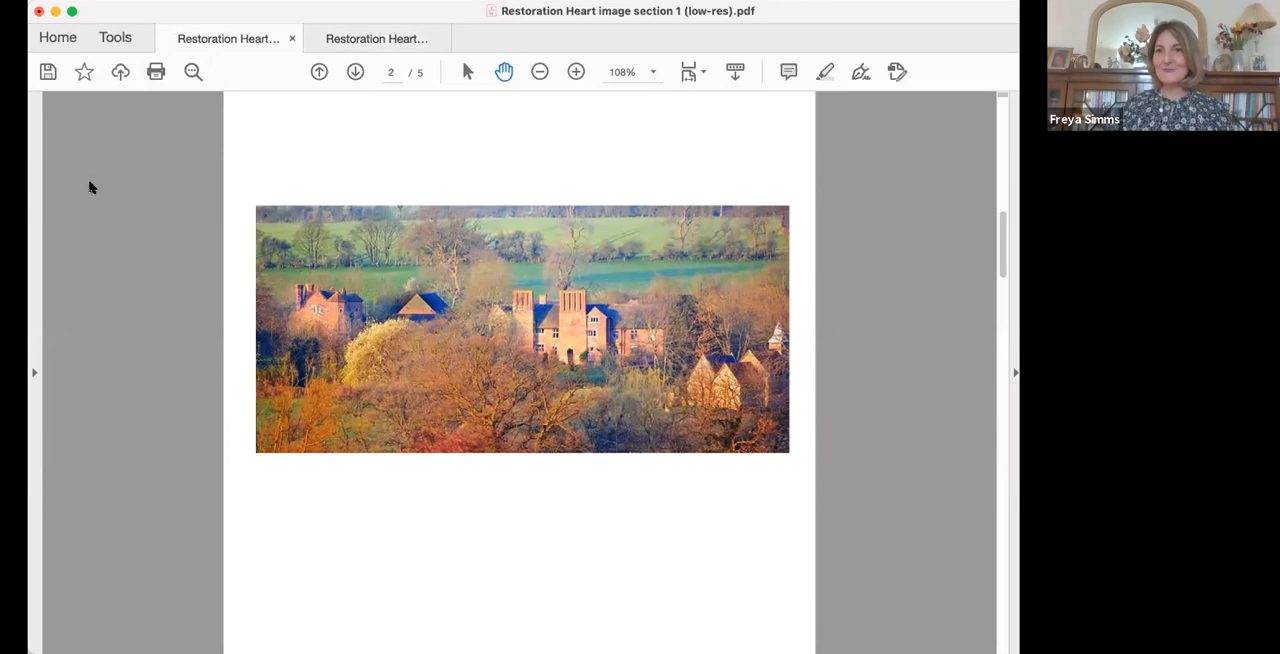 Restoration Heart image section 1 (low-res).pdf
Home Tools Restoration Heart... × Restoration Heart...
2 / 5 108%
Freya Simms